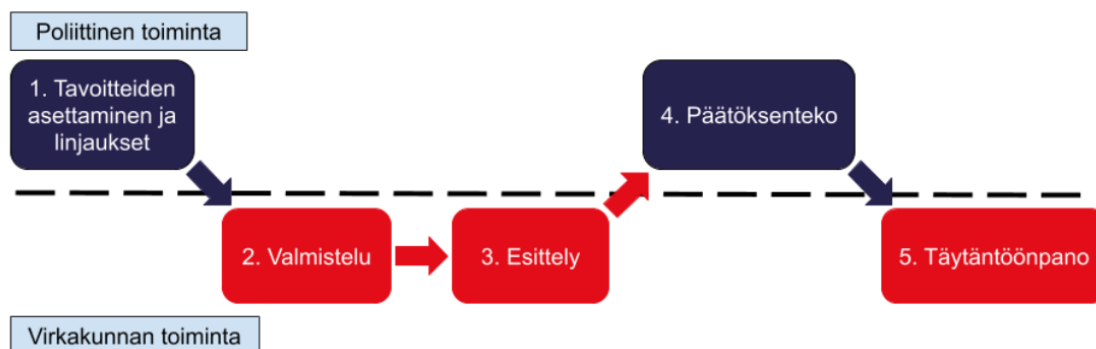 Poliittinen toiminta
1. Tavoitteiden
asettaminen ja
linjaukset
4. Päätöksenteko
2. Valmistelu
3. Esittely
5. Täytäntöönpano
Virkakunnan toiminta